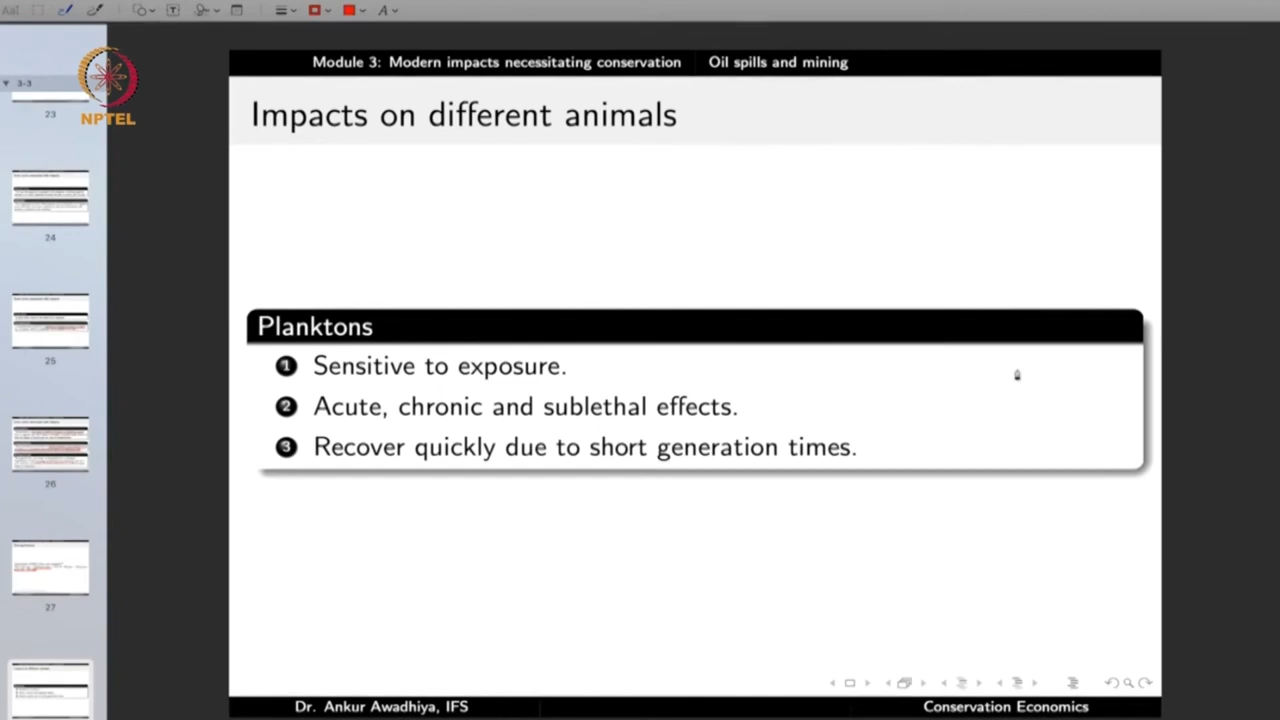 3-3
NPTEL
23
24
25
26
27
Module 3: Modern impacts necessitating conservation Oil spills and mining
Impacts on different animals
Planktons
1 Sensitive to exposure.
2 Acute, chronic and sublethal effects.
3 Recover quickly due to short generation times.
Dr. Ankur Awadhiya, IFS Conservation Economics